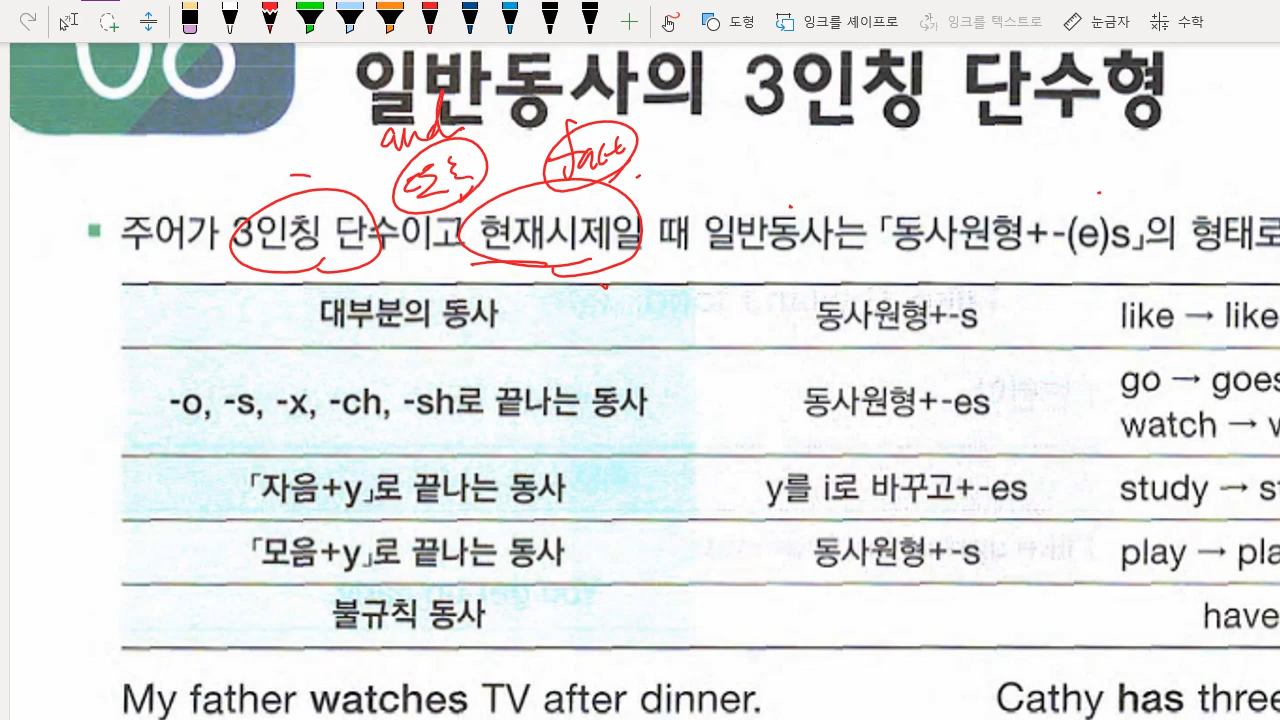 도형 잉크를 셰이프로 잉크를 텍스트로 눈금자 수학
06
일반동사의 3인칭 단수형
and
fact
주어가 3인칭 단수이고 현재시제일 때 일반동사는 「동사원형+-(e)s」의 형태로
대부분의 동사 동사원형+-s like → like
-o, -s, -x, -ch, -sh로 끝나는 동사 동사원형+-es go → goes
watch → w
「자음+y」로 끝나는 동사 y를 i로 바꾸고+-es study → st
「모음+y」로 끝나는 동사 동사원형+-s play → pla
불규칙 동사 have
My father watches TV after dinner. Cathy has three